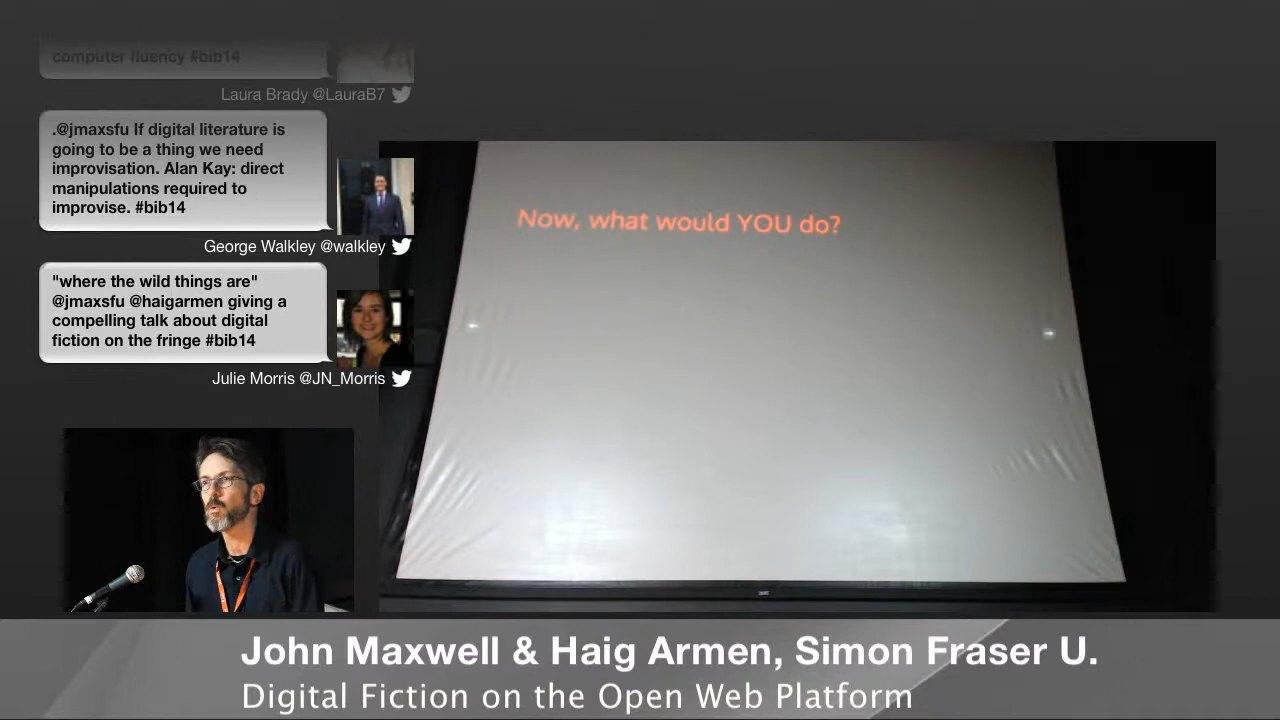 computer fluency #bib14
Laura Brady @LauraB7
.@jmaxsfu If digital literature is
going to be a thing we need
improvisation. Alan Kay: direct
manipulations required to
improvise. #bib14
George Walkley @walkley
"where the wild things are"
@jmaxsfu @haigarmen giving a
compelling talk about digital
fiction on the fringe #bib14
Julie Morris @JN_Morris
Now, what would YOU do?
John Maxwell & Haig Armen, Simon Fraser U.
Digital Fiction on the Open Web Platform